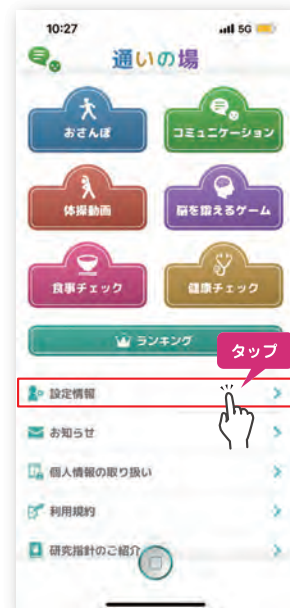 10:27 5G
通いの場
おさんぽ コミュニケーション
体操動画 脳を鍛えるゲーム
食事チェック 健康チェック
ランキング
タップ
設定情報
お知らせ
個人情報の取り扱い
利用規約
研究指針のご紹介